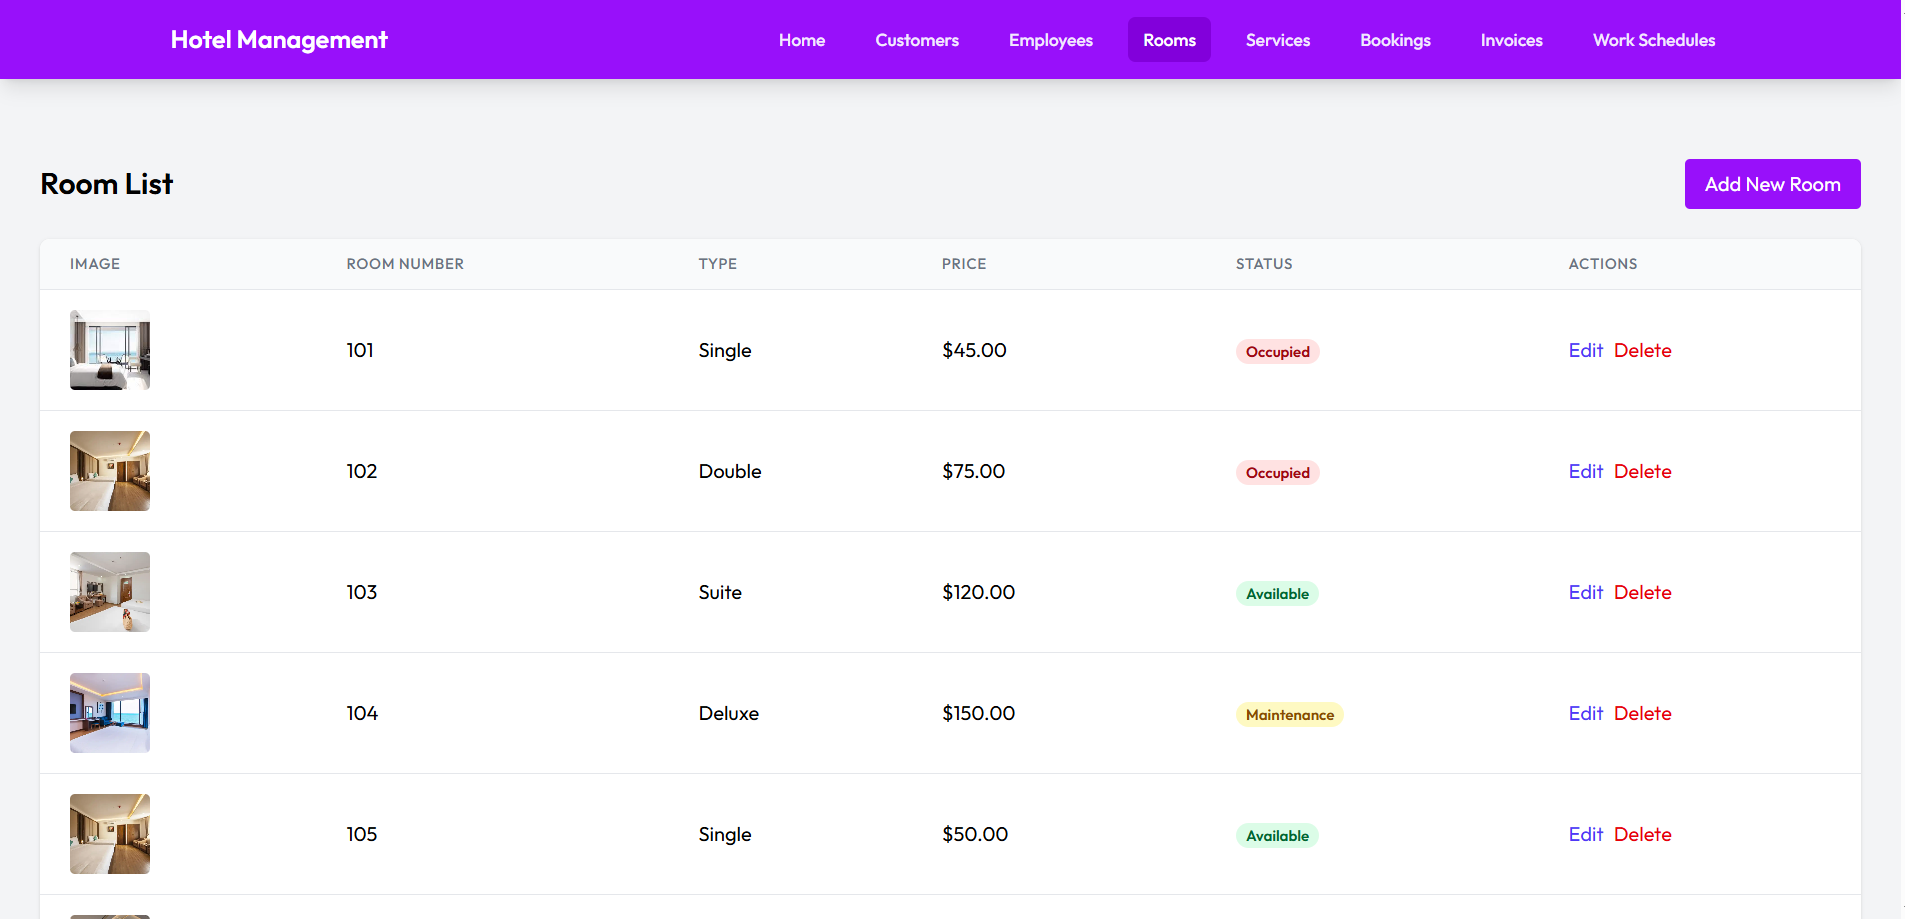 Hotel Management Home Customers Employees Rooms Services Bookings Invoices Work Schedules
Room List Add New Room
IMAGE ROOM NUMBER TYPE PRICE STATUS ACTIONS
101 Single $45.00 Occupied Edit Delete
102 Double $75.00 Occupied Edit Delete
103 Suite $120.00 Available Edit Delete
104 Deluxe $150.00 Maintenance Edit Delete
105 Single $50.00 Available Edit Delete